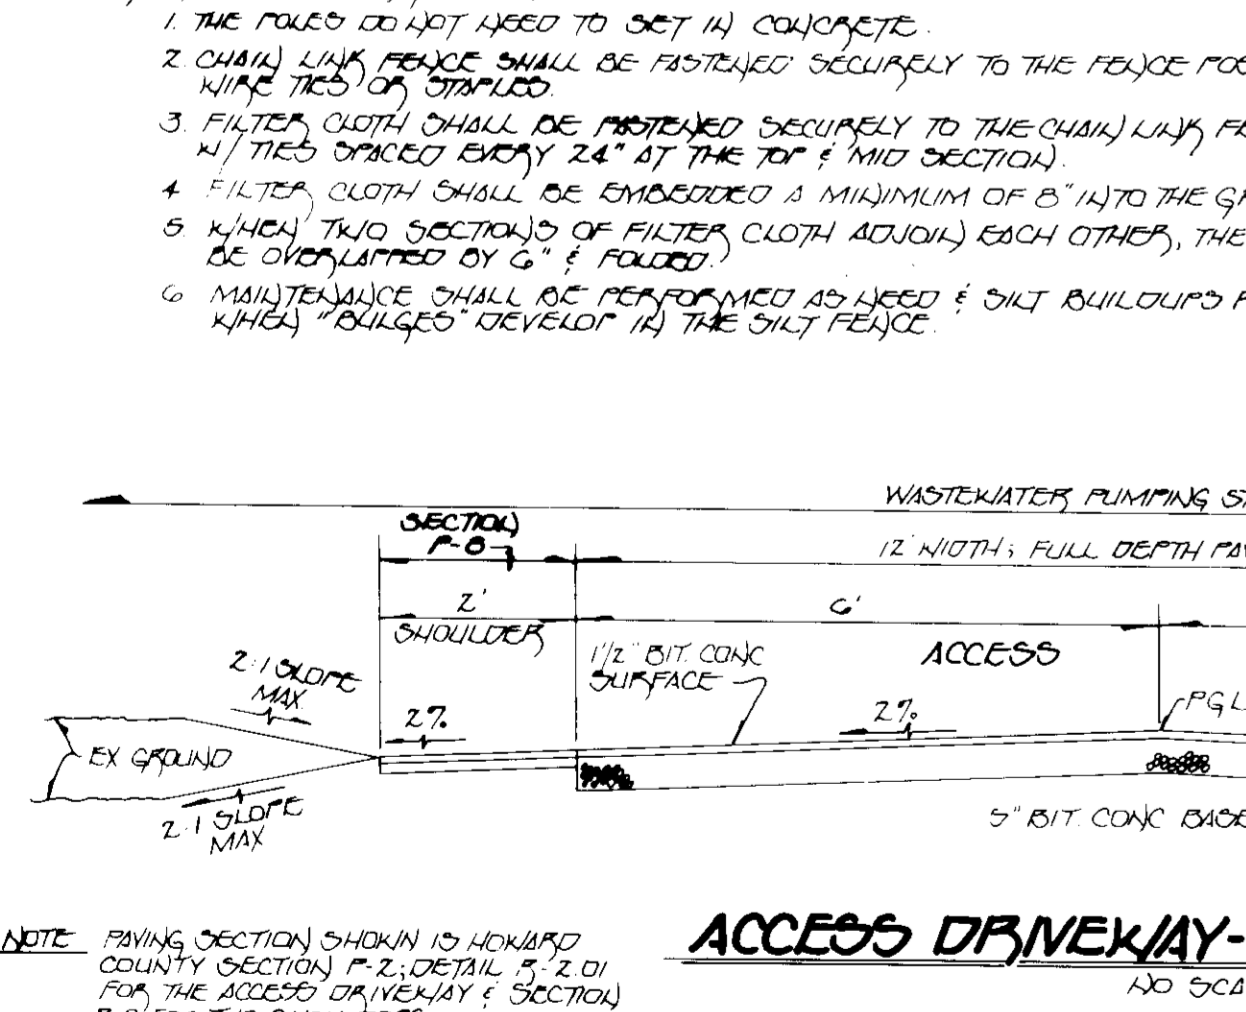 1. THE POLES DO NOT NEED TO SET IN CONCRETE.
2. CHAIN LINK FENCE SHALL BE FASTENED SECURELY TO THE FENCE
WIRE TIES OR STAPLES.
3. FILTER CLOTH SHALL BE FASTENED SECURELY TO THE CHAIN LINK
W/ TIES SPACED EVERY 24" AT THE TOP & MID SECTION.
4 FILTER CLOTH SHALL BE EMBEDDED A MINIMUM OF 8" INTO THE
5. WHEN TWO SECTIONS OF FILTER CLOTH ADJOIN EACH OTHER, THE
BE OVERLAPPED BY 6" & FOLDED.
6 MAINTENANCE SHALL BE PERFORMED AS NEED & SILT BUILDUPS
WHEN "BULGES" DEVELOP IN THE SILT FENCE.
WASTEWATER PUMPING
SECTION
P-8
12' WIDTH; FULL DEPTH
2'
6'
SHOULDER
1 1/2" BIT. CONC
SURFACE
ACCESS
2:1 SLOPE
MAX.
2%
2%
PGL
EX GROUND
2:1 SLOPE
MAX
5" BIT. CONC BASE
NOTE PAVING SECTION SHOWN IS HOWARD
COUNTY SECTION P-2; DETAIL R-2.01
FOR THE ACCESS DRIVEWAY & SECTION
ACCESS DRIVEWAY-
NO